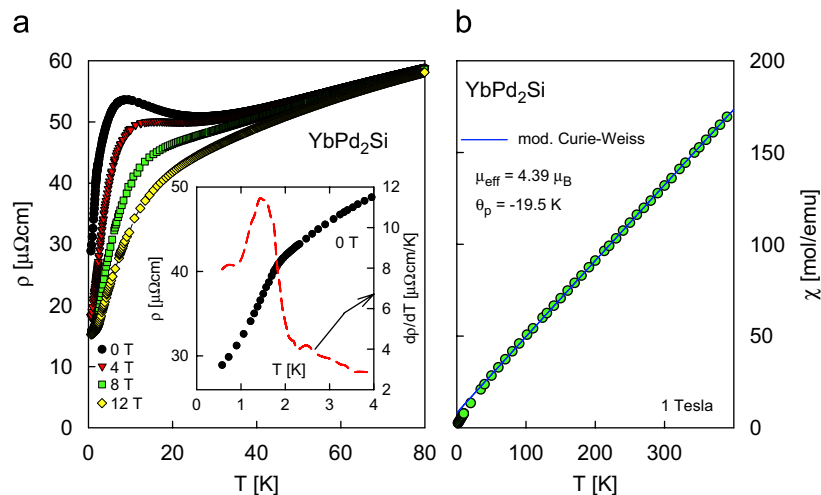 a
60
50
40
30
20
10
0
ρ [μΩcm]
0
20
40
60
80
T [K]
YbPd₂Si
0 T
4 T
8 T
12 T
50
40
30
ρ [μΩcm]
0
1
2
3
4
T [K]
0 T
12
10
8
6
4
2
dρ/dT [μΩcm/K]
b
YbPd₂Si
mod. Curie-Weiss
μeff = 4.39 μB
θp = -19.5 K
1 Tesla
0
100
200
300
T [K]
200
150
100
50
0
χ [mol/emu]